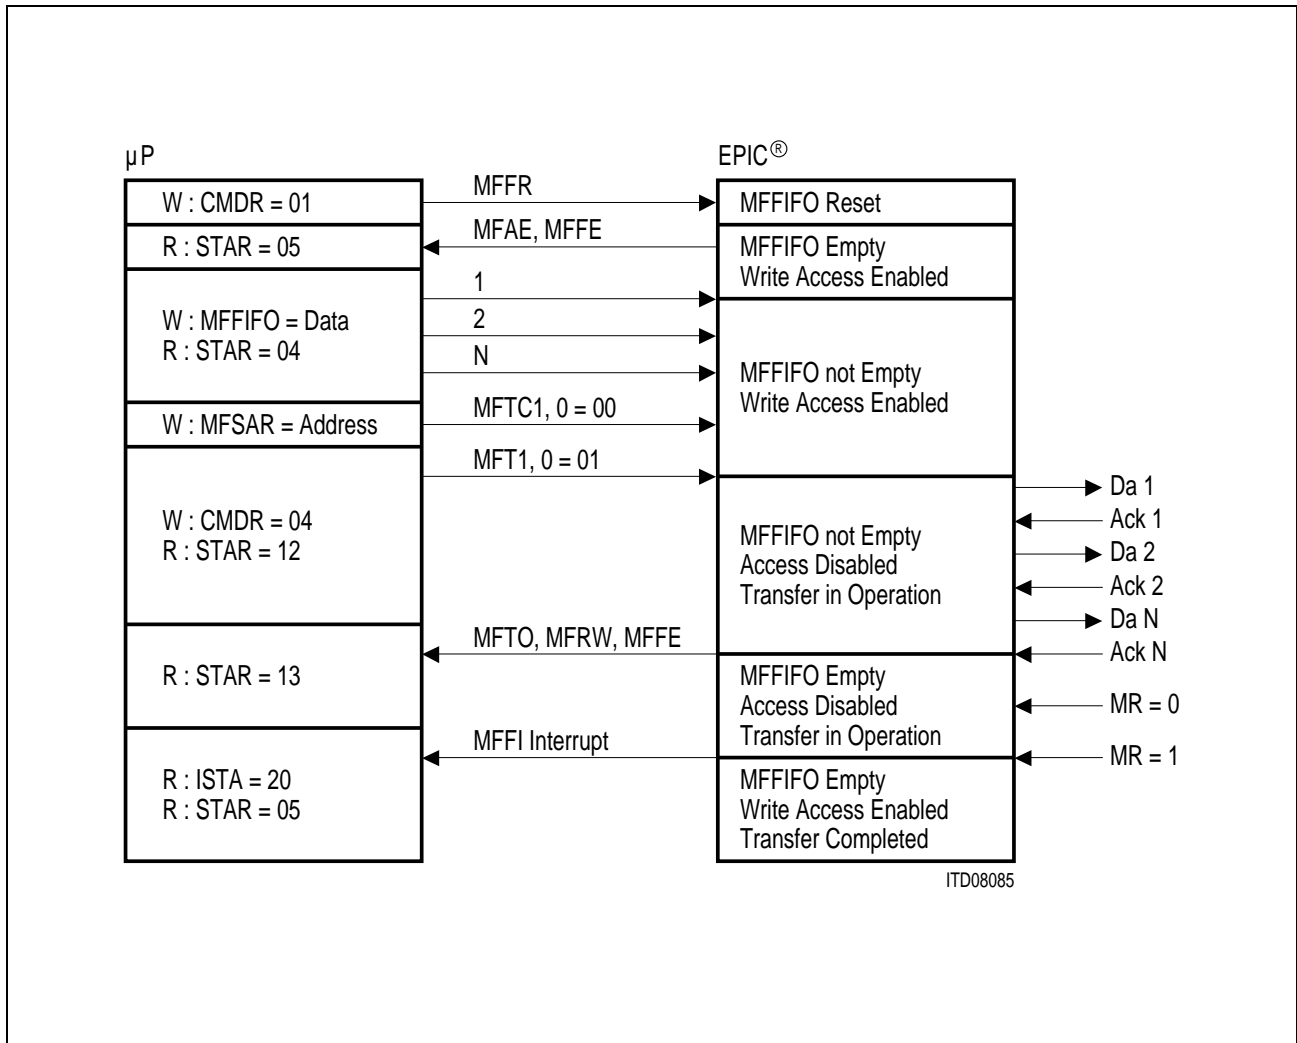 µP
EPIC®
W : CMDR = 01
MFFR
MFFIFO Reset
R : STAR = 05
MFAE, MFFE
MFFIFO Empty
Write Access Enabled
W : MFFIFO = Data
R : STAR = 04
1
2
N
MFFIFO not Empty
Write Access Enabled
W : MFSAR = Address
MFTC1, 0 = 00
MFT1, 0 = 01
W : CMDR = 04
R : STAR = 12
MFFIFO not Empty
Access Disabled
Transfer in Operation
Da 1
Ack 1
Da 2
Ack 2
Da N
Ack N
MFTO, MFRW, MFFE
R : STAR = 13
MFFIFO Empty
Access Disabled
Transfer in Operation
MR = 0
MFFI Interrupt
MR = 1
R : ISTA = 20
R : STAR = 05
MFFIFO Empty
Write Access Enabled
Transfer Completed
ITD08085